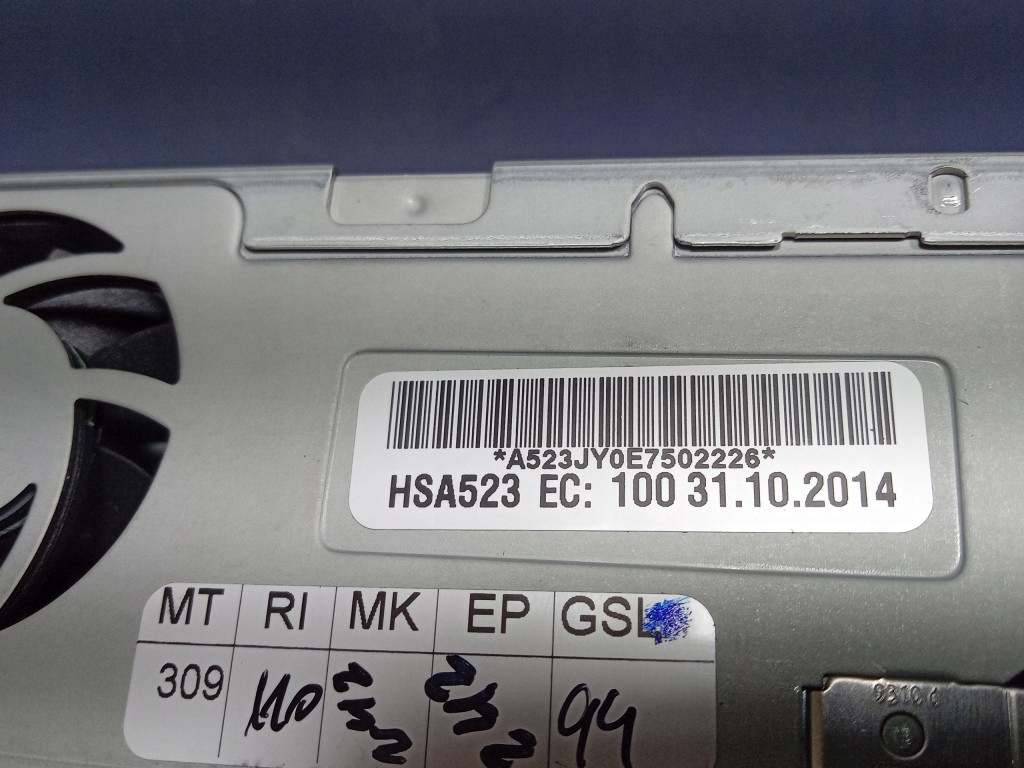 *A523JY0E7502226*
HSA523 EC: 100 31.10.2014
MT RI MK EP GSL
309 94